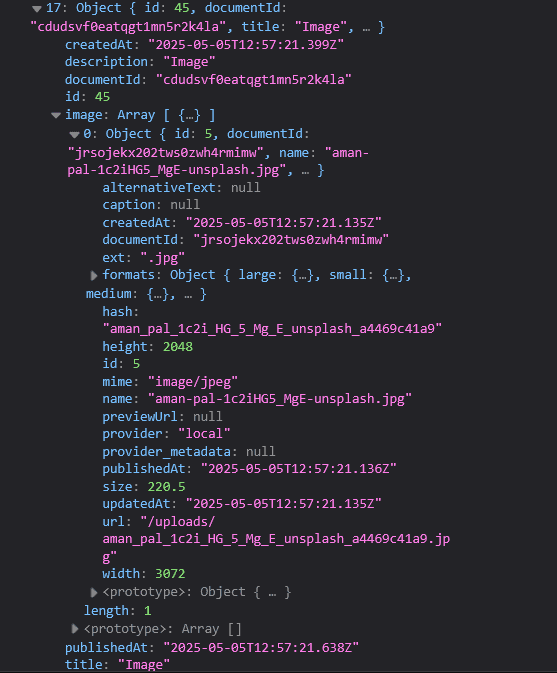 17: Object { id: 45, documentId:
"cdudsvf0eatqgt1mn5r2k4la", title: "Image", … }
createdAt: "2025-05-05T12:57:21.399Z"
description: "Image"
documentId: "cdudsvf0eatqgt1mn5r2k4la"
id: 45
image: Array [ {…} ]
0: Object { id: 5, documentId:
"jrsojekx202tws0zwh4rmimw", name: "aman-
pal-1c2iHG5_MgE-unsplash.jpg", … }
alternativeText: null
caption: null
createdAt: "2025-05-05T12:57:21.135Z"
documentId: "jrsojekx202tws0zwh4rmimw"
ext: ".jpg"
formats: Object { large: {…}, small: {…},
medium: {…}, … }
hash:
"aman_pal_1c2i_HG_5_Mg_E_unsplash_a4469c41a9"
height: 2048
id: 5
mime: "image/jpeg"
name: "aman-pal-1c2iHG5_MgE-unsplash.jpg"
previewUrl: null
provider: "local"
provider_metadata: null
publishedAt: "2025-05-05T12:57:21.136Z"
size: 220.5
updatedAt: "2025-05-05T12:57:21.135Z"
url: "/uploads/
aman_pal_1c2i_HG_5_Mg_E_unsplash_a4469c41a9.jp
g"
width: 3072
<prototype>: Object { … }
length: 1
<prototype>: Array []
publishedAt: "2025-05-05T12:57:21.638Z"
title: "Image"